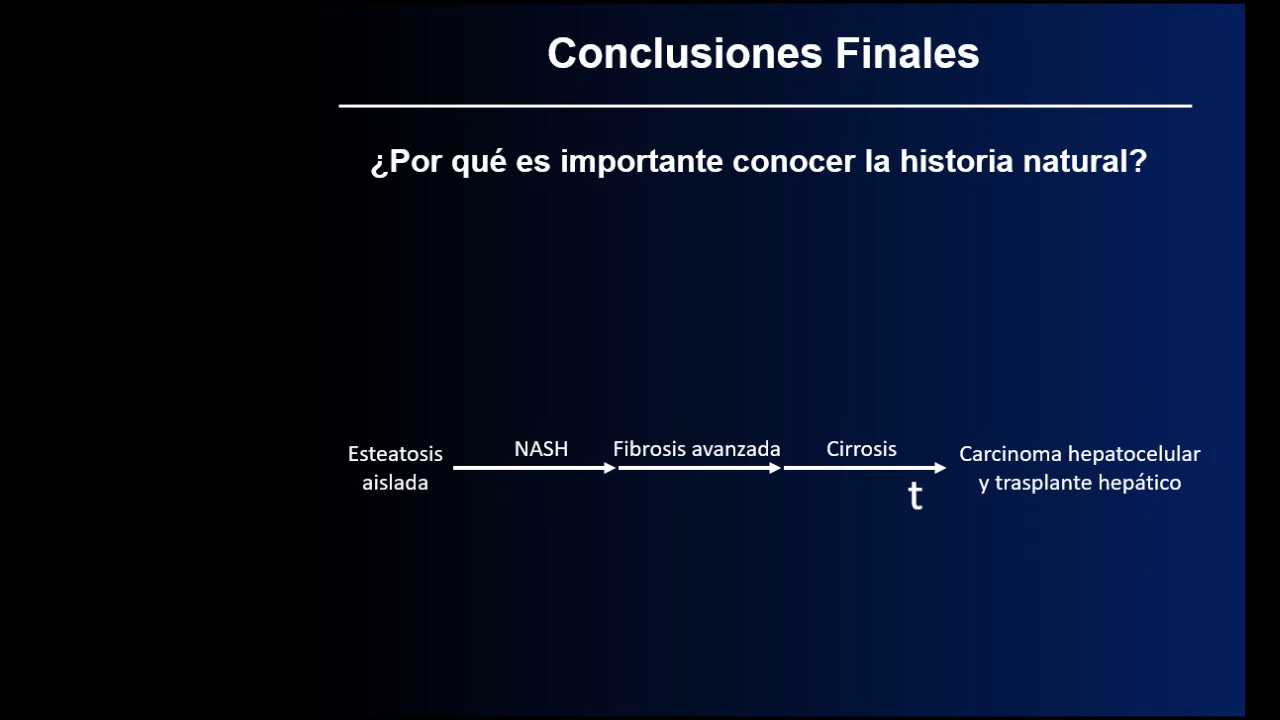 Conclusiones Finales
¿Por qué es importante conocer la historia natural?
Esteatosis
aislada
NASH
Fibrosis avanzada
Cirrosis
t
Carcinoma hepatocelular
y trasplante hepático